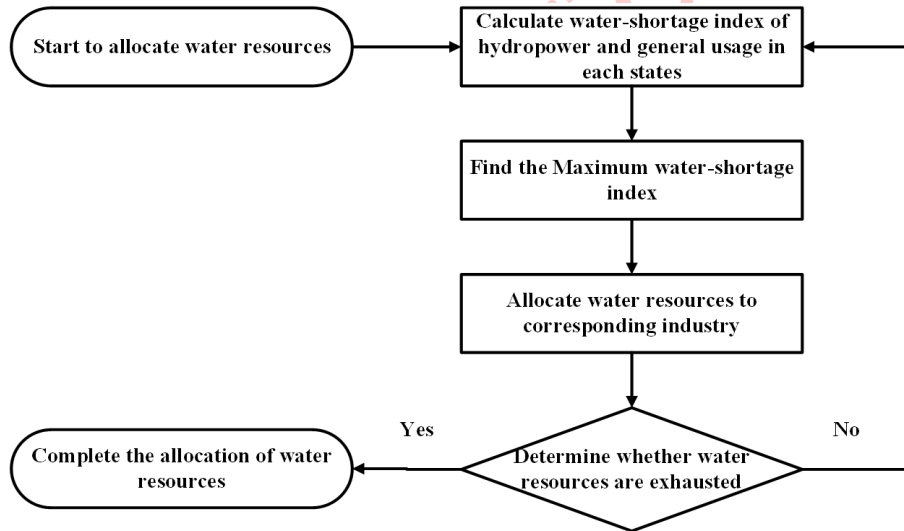 Start to allocate water resources
Calculate water-shortage index of
hydropower and general usage in
each states
Find the Maximum water-shortage
index
Allocate water resources to
corresponding industry
Determine whether water
resources are exhausted
Yes
No
Complete the allocation of water
resources